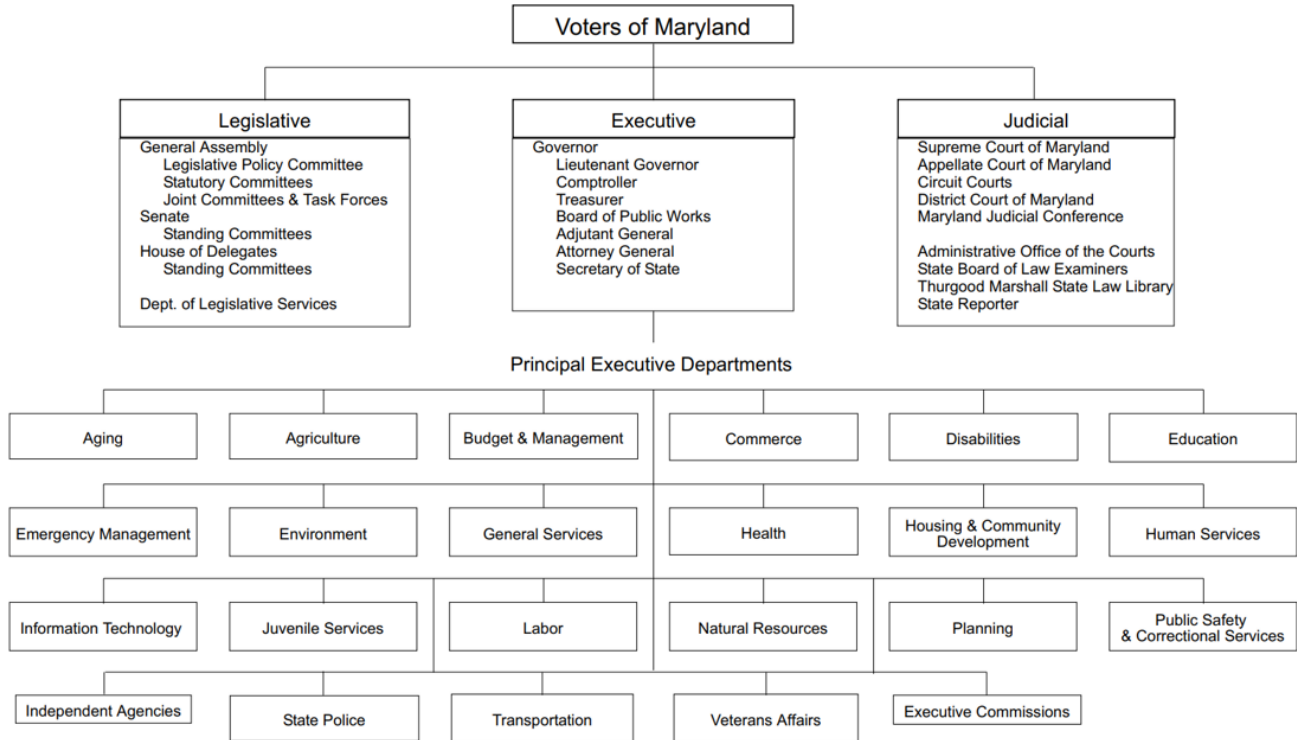 Voters of Maryland
Legislative
General Assembly
Legislative Policy Committee
Statutory Committees
Joint Committees & Task Forces
Senate
Standing Committees
House of Delegates
Standing Committees
Dept. of Legislative Services
Executive
Governor
Lieutenant Governor
Comptroller
Treasurer
Board of Public Works
Adjutant General
Attorney General
Secretary of State
Judicial
Supreme Court of Maryland
Appellate Court of Maryland
Circuit Courts
District Court of Maryland
Maryland Judicial Conference
Administrative Office of the Courts
State Board of Law Examiners
Thurgood Marshall State Law Library
State Reporter
Principal Executive Departments
Aging
Agriculture
Budget & Management
Commerce
Disabilities
Education
Emergency Management
Environment
General Services
Health
Housing & Community
Development
Human Services
Information Technology
Juvenile Services
Labor
Natural Resources
Planning
Public Safety
& Correctional Services
Independent Agencies
State Police
Transportation
Veterans Affairs
Executive Commissions